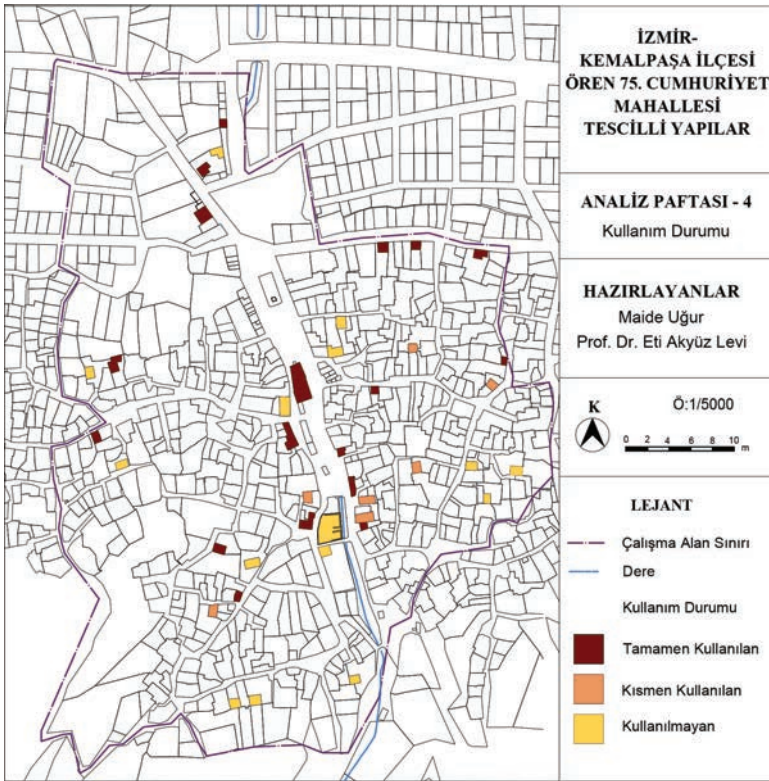 İZMİR-
KEMALPAŞA İLÇESİ
ÖREN 75. CUMHURİYET
MAHALLESİ
TESCİLLİ YAPILAR
ANALİZ PAFTASI - 4
Kullanım Durumu
HAZIRLAYANLAR
Maide Uğur
Prof. Dr. Eti Akyüz Levi
K
Ö:1/5000
0 2 4 6 8 10
m
LEJANT
Çalışma Alan Sınırı
Dere
Kullanım Durumu
Tamamen Kullanılan
Kısmen Kullanılan
Kullanılmayan